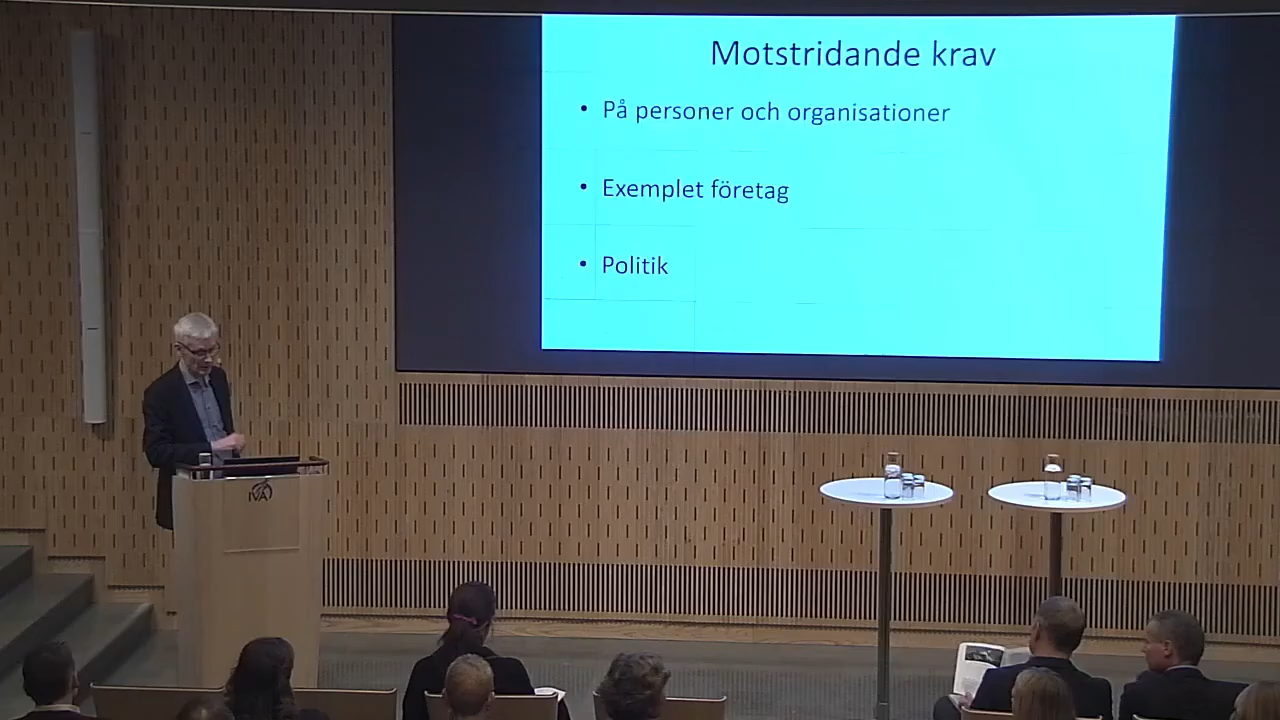 Motstridande krav
• På personer och organisationer
• Exemplet företag
• Politik
IVA